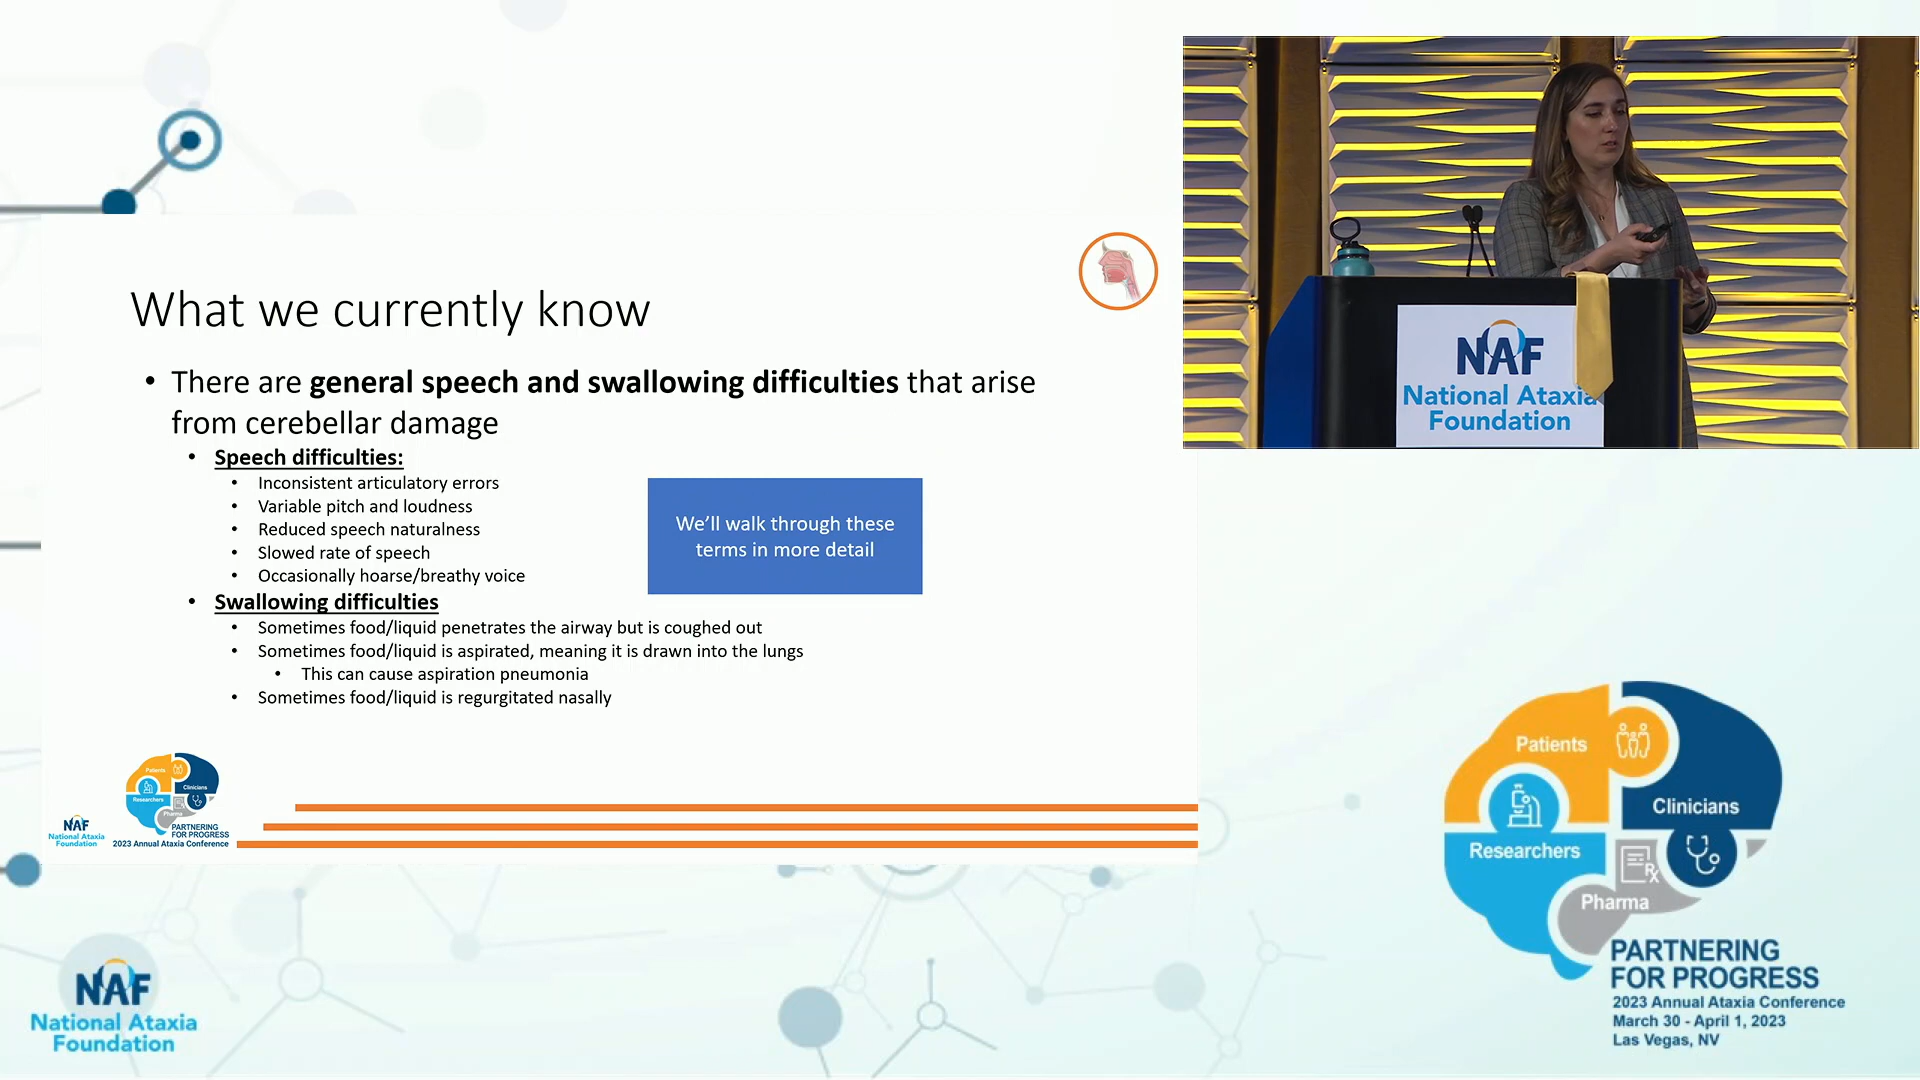 What we currently know
• There are general speech and swallowing difficulties that arise
from cerebellar damage
• Speech difficulties:
• Inconsistent articulatory errors
• Variable pitch and loudness
• Reduced speech naturalness
• Slowed rate of speech
• Occasionally hoarse/breathy voice
We'll walk through these
terms in more detail
• Swallowing difficulties
• Sometimes food/liquid penetrates the airway but is coughed out
• Sometimes food/liquid is aspirated, meaning it is drawn into the lungs
• This can cause aspiration pneumonia
• Sometimes food/liquid is regurgitated nasally
NAF
National Ataxia
Foundation
Patients
Clinicians
Researchers
Pharma
PARTNERING
FOR PROGRESS
2023 Annual Ataxia Conference
NAF
National Ataxia
Foundation
NAF
National Ataxia
Foundation
Patients
Clinicians
Researchers
Rx
Pharma
PARTNERING
FOR PROGRESS
2023 Annual Ataxia Conference
March 30 - April 1, 2023
Las Vegas, NV